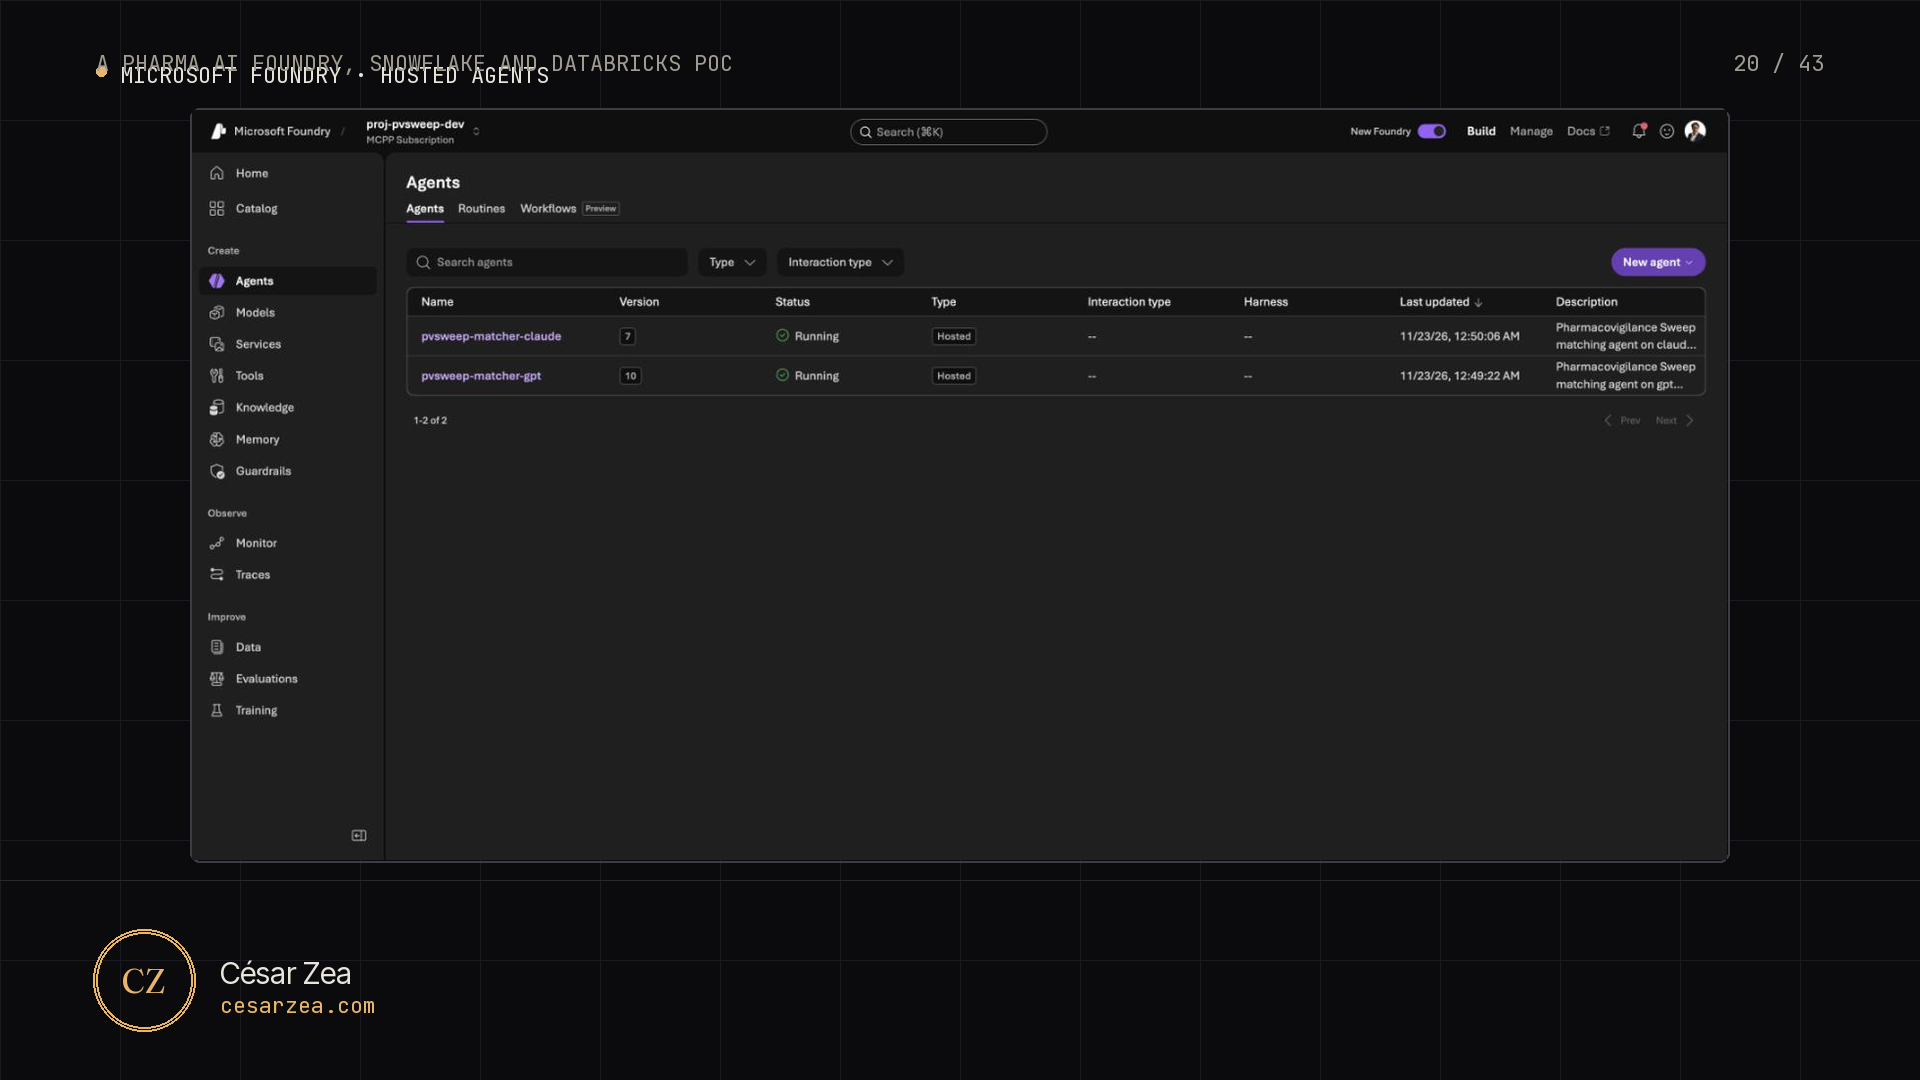 A PHARMA AI FOUNDRY, SNOWFLAKE AND DATABRICKS POC
MICROSOFT FOUNDRY · HOSTED AGENTS
20 / 43
Microsoft Foundry /
proj-pvsweep-dev
MCPP Subscription
Search (⌘K)
New Foundry
Build
Manage
Docs
Home
Catalog
Create
Agents
Models
Services
Tools
Knowledge
Memory
Guardrails
Observe
Monitor
Traces
Improve
Data
Evaluations
Training
Agents
Agents Routines Workflows Preview
Search agents
Type
Interaction type
New agent
Name Version Status Type Interaction type Harness Last updated ↓ Description
pvsweep-matcher-claude 7 Running Hosted -- -- 11/23/26, 12:50:06 AM Pharmacovigilance Sweep
matching agent on claud...
pvsweep-matcher-gpt 10 Running Hosted -- -- 11/23/26, 12:49:22 AM Pharmacovigilance Sweep
matching agent on gpt...
1-2 of 2
Prev Next
CZ
César Zea
cesarzea.com